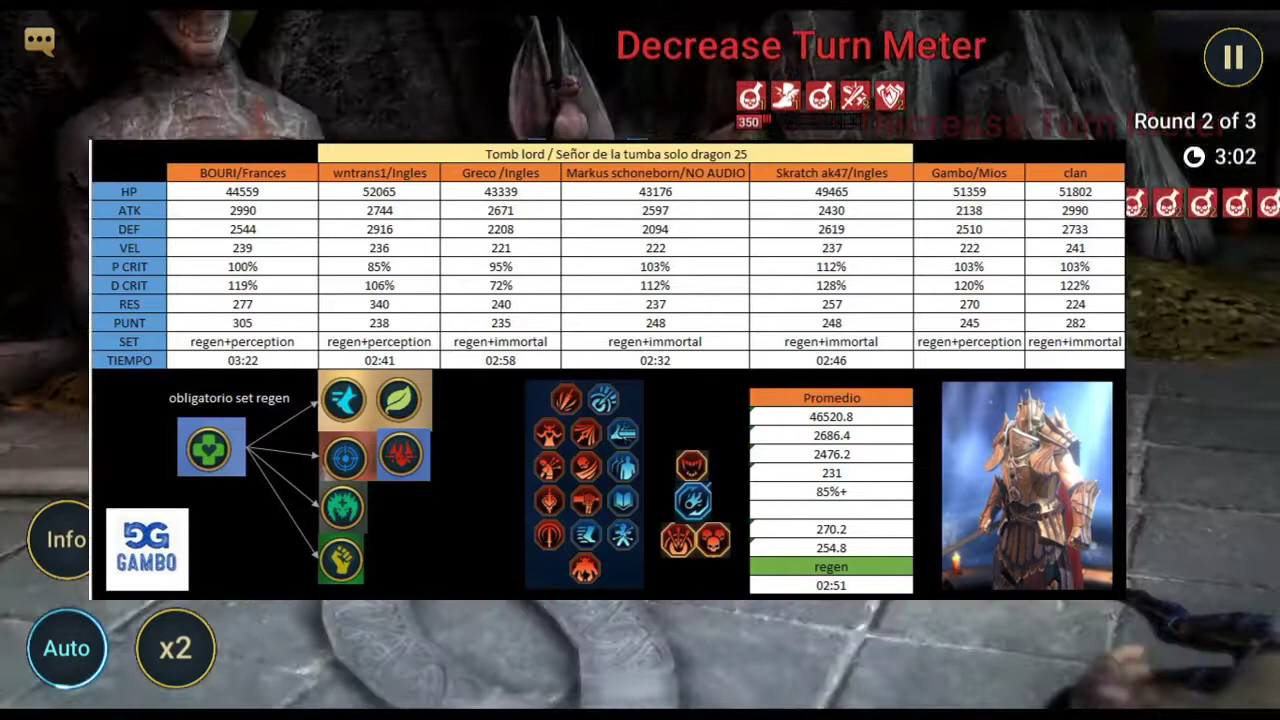 Decrease Turn Meter
350
Round 2 of 3
3:02
Tomb lord / Señor de la tumba solo dragon 25
BOURI/Frances wntrans1/Ingles Greco /Ingles Markus schoneborn/NO AUDIO Skratch ak47/Ingles Gambo/Mios clan
HP 44559 52065 43339 43176 49465 51359 51802
ATK 2990 2744 2671 2597 2430 2138 2990
DEF 2544 2916 2208 2094 2619 2510 2733
VEL 239 236 221 222 237 222 241
P CRIT 100% 85% 95% 103% 112% 103% 103%
D CRIT 119% 106% 72% 112% 128% 120% 122%
RES 277 340 240 237 257 270 224
PUNT 305 238 235 248 248 245 282
SET regen+perception regen+perception regen+immortal regen+immortal regen+immortal regen+perception regen+immortal
TIEMPO 03:22 02:41 02:58 02:32 02:46
obligatorio set regen
Promedio
46520.8
2686.4
2476.2
231
85%+
270.2
254.8
regen
02:51
GAMBO
Info
Auto
x2